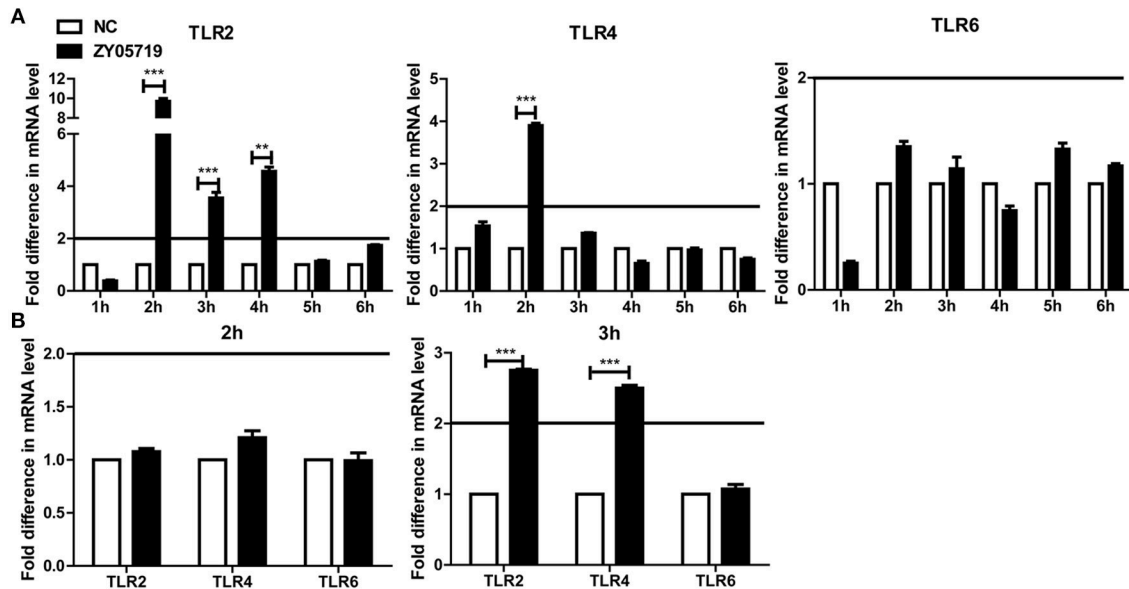 A
NC
ZY05719
TLR2
Fold difference in mRNA level
12
10
8
6
4
2
0
***
***
**
1h 2h 3h 4h 5h 6h
TLR4
Fold difference in mRNA level
5
4
3
2
1
0
***
1h 2h 3h 4h 5h 6h
TLR6
Fold difference in mRNA level
2
1
0
1h 2h 3h 4h 5h 6h
B
2h
Fold difference in mRNA level
2.0
1.5
1.0
0.5
0.0
TLR2 TLR4 TLR6
3h
Fold difference in mRNA level
3
2
1
0
***
***
TLR2 TLR4 TLR6